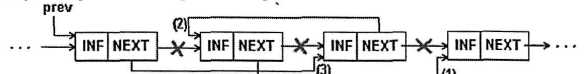 prev
(2)
... INF NEXT INF NEXT INF NEXT INF NEXT ...
(3) (1)